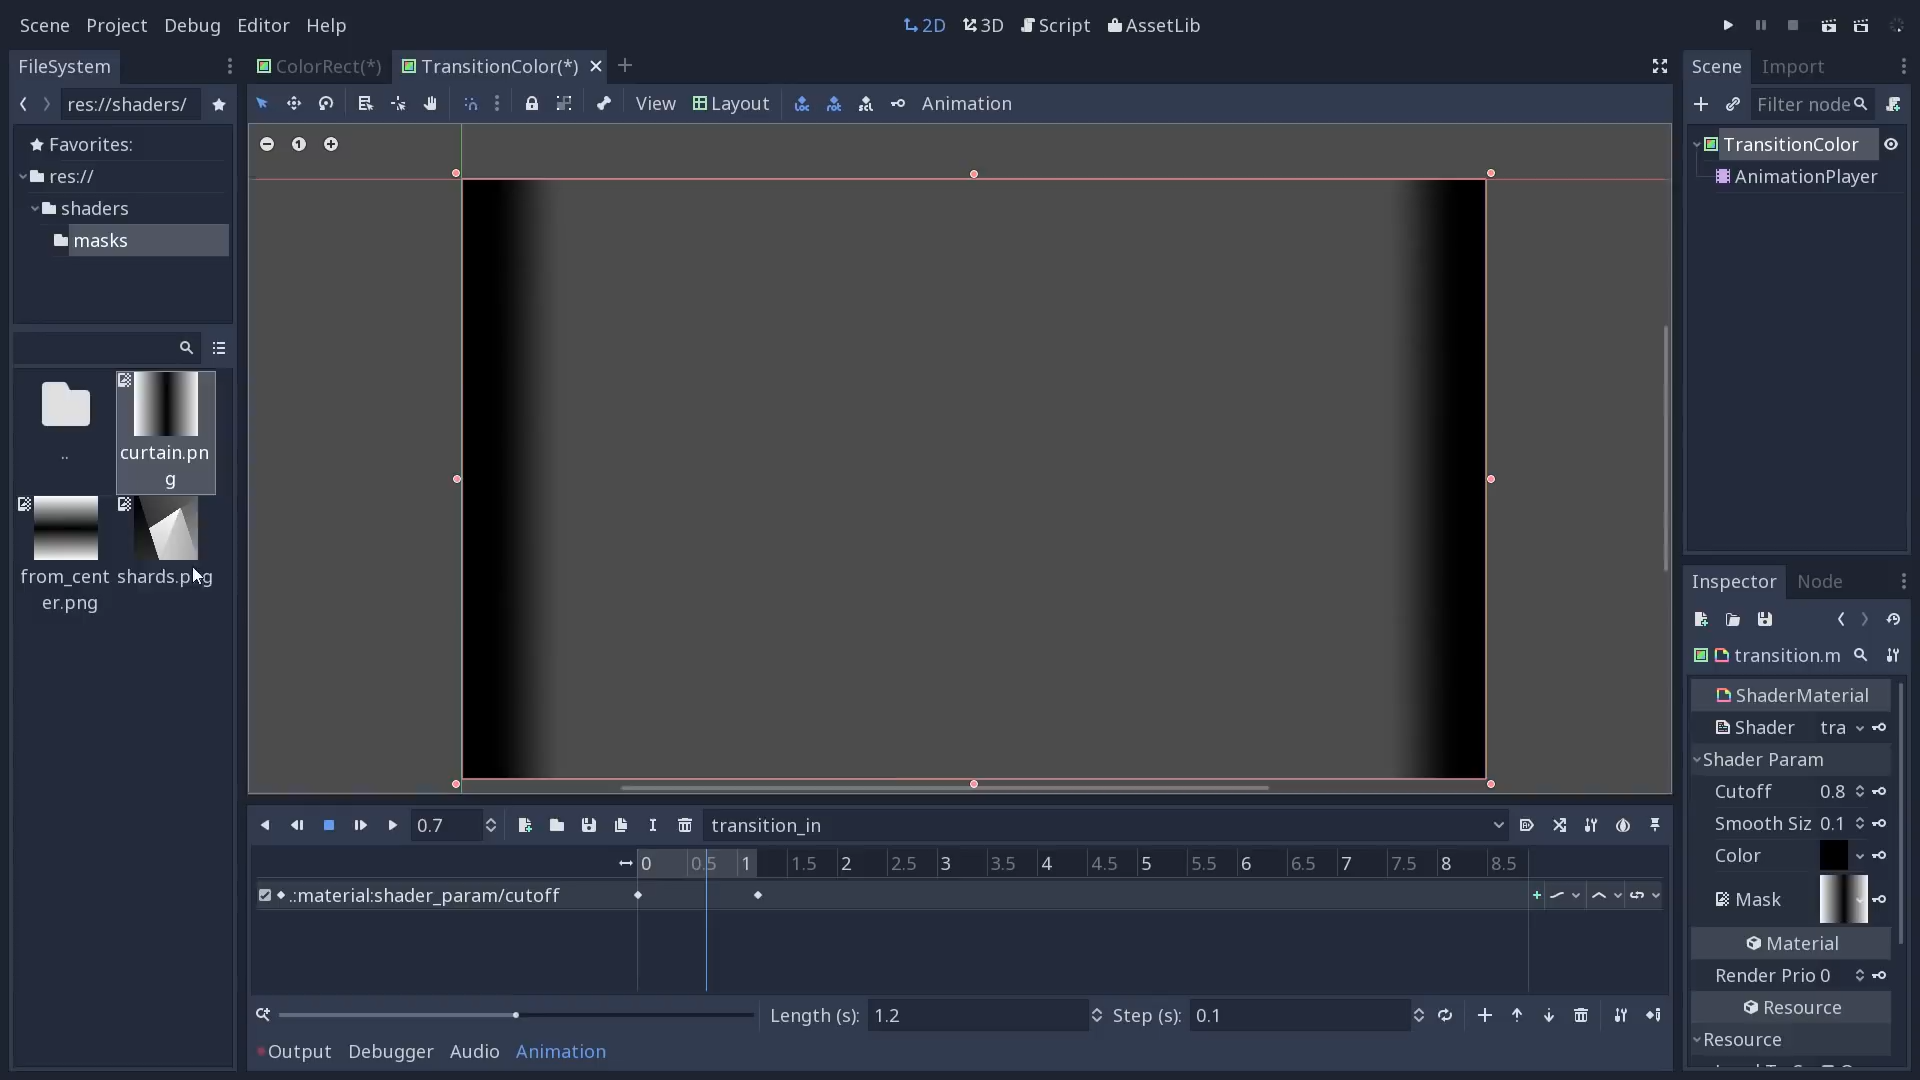 Scene Project Debug Editor Help
2D 3D Script AssetLib
FileSystem
ColorRect(*) TransitionColor(*)
Scene Import
res://shaders/
View Layout Animation
Filter node
Favorites:
res://
shaders
masks
TransitionColor
AnimationPlayer
..
curtain.pn
g
from_cent
er.png
shards.png
Inspector Node
transition.m
ShaderMaterial
Shader tra
Shader Param
Cutoff 0.8
Smooth Siz 0.1
Color
Mask
Material
Render Prio 0
Resource
Resource
0.7 transition_in
0 0.5 1 1.5 2 2.5 3 3.5 4 4.5 5 5.5 6 6.5 7 7.5 8 8.5
.:material:shader_param/cutoff
Length (s): 1.2 Step (s): 0.1
Output Debugger Audio Animation